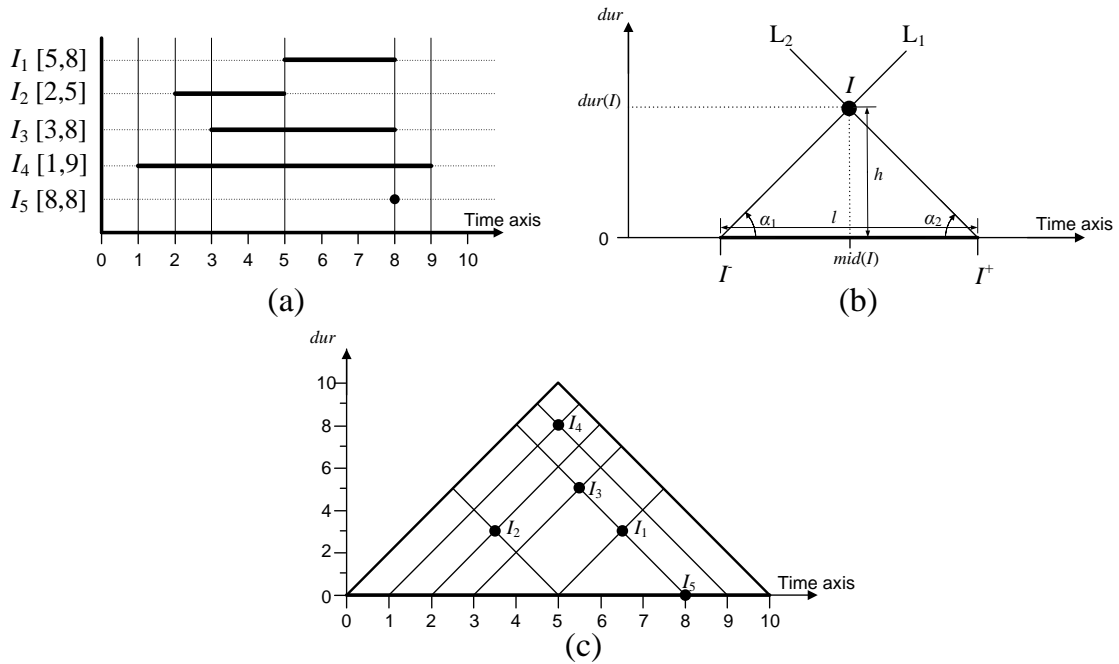 I1 [5,8]
I2 [2,5]
I3 [3,8]
I4 [1,9]
I5 [8,8]
Time axis
0 1 2 3 4 5 6 7 8 9 10
(a)
dur
L2 L1
I
dur(I)
h
α1 l α2
Time axis
0
I- mid(I) I+
(b)
dur
10
8
6
4
2
0
I4
I3
I2 I1
I5
Time axis
0 1 2 3 4 5 6 7 8 9 10
(c)